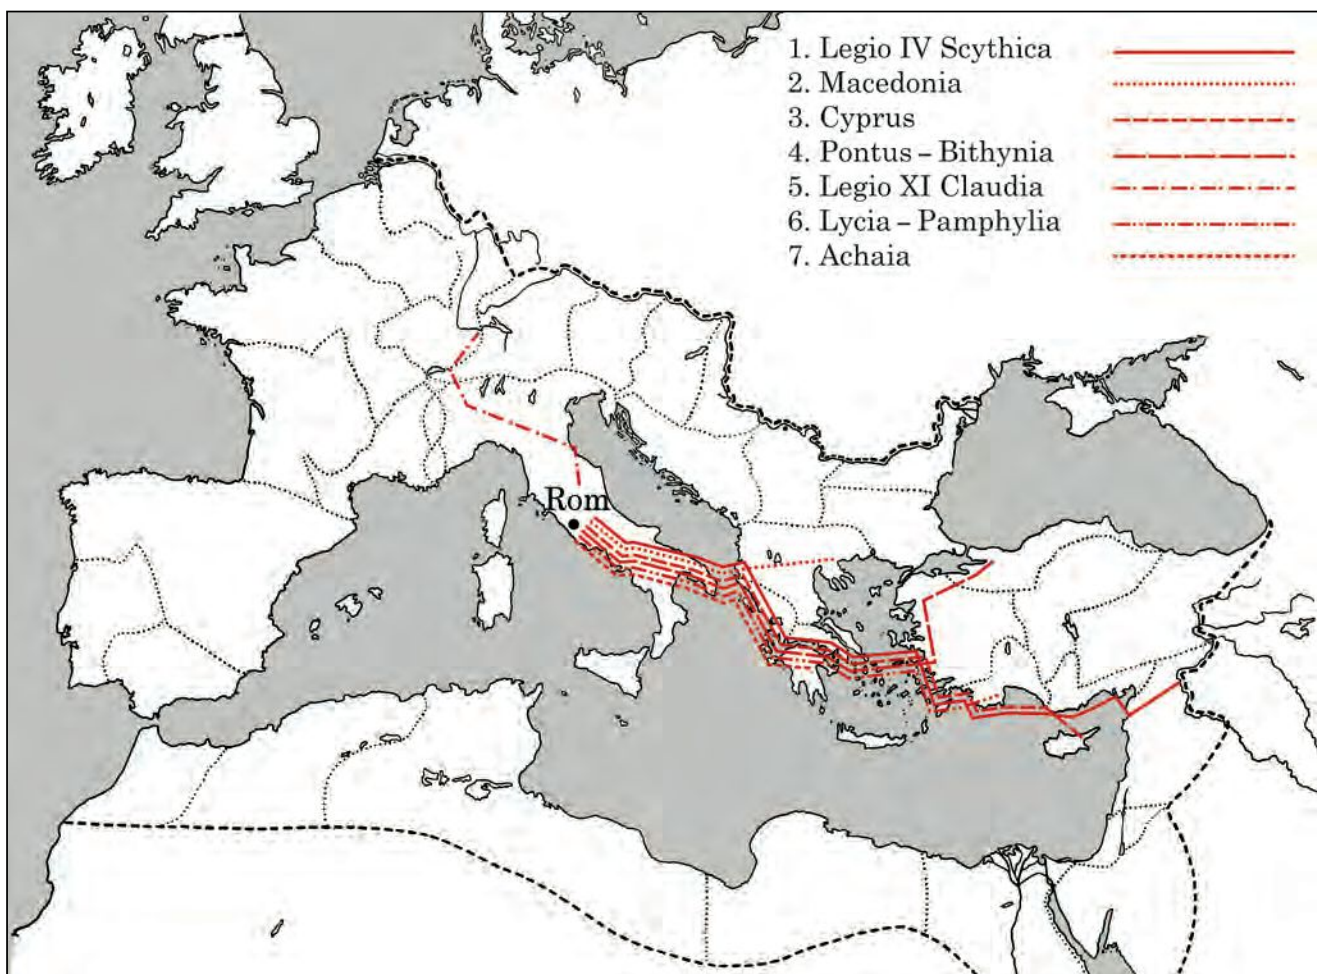 1. Legio IV Scythica
2. Macedonia
3. Cyprus
4. Pontus – Bithynia
5. Legio XI Claudia
6. Lycia – Pamphylia
7. Achaia
Rom